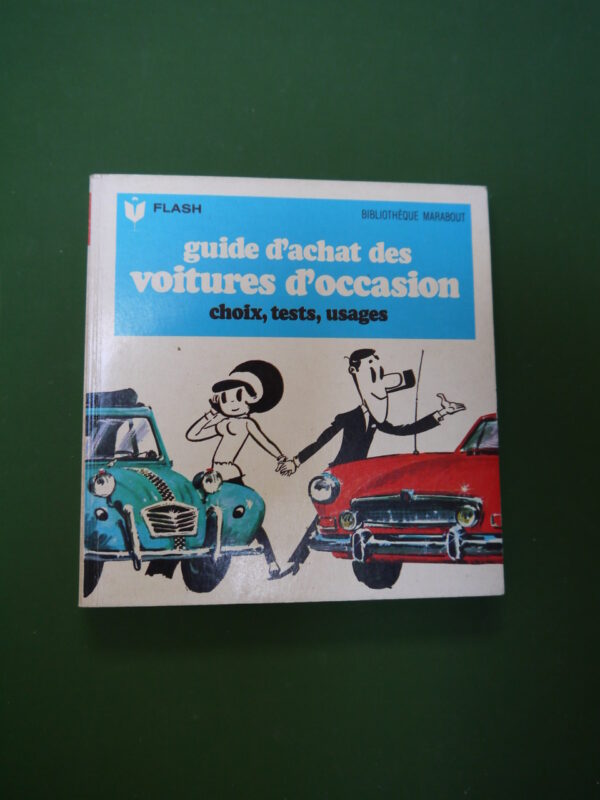 FLASH
BIBLIOTHÈQUE MARABOUT
guide d'achat des
voitures d'occasion
choix, tests, usages